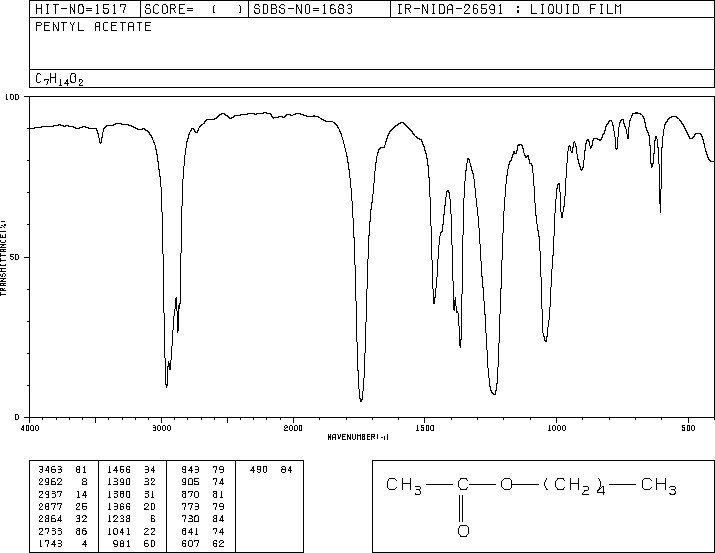 HIT-NO=1517 SCORE= ( ) SDBS-NO=1683 IR-NIDA-26591 : LIQUID FILM
PENTYL ACETATE
C7H14O2
100
50
0
TRANSMITTANCE(%)
4000 3000 2000 1500 1000 500
WAVENUMBER(-1)
3463 81 1466 34 943 79 490 84
2962 8 1390 32 905 74
2937 14 1380 31 870 81
2877 25 1366 20 773 79
2864 32 1238 6 730 84
2733 86 1041 22 641 74
1743 4 981 60 607 62
CH3 — C — O — (CH2)4 — CH3
O